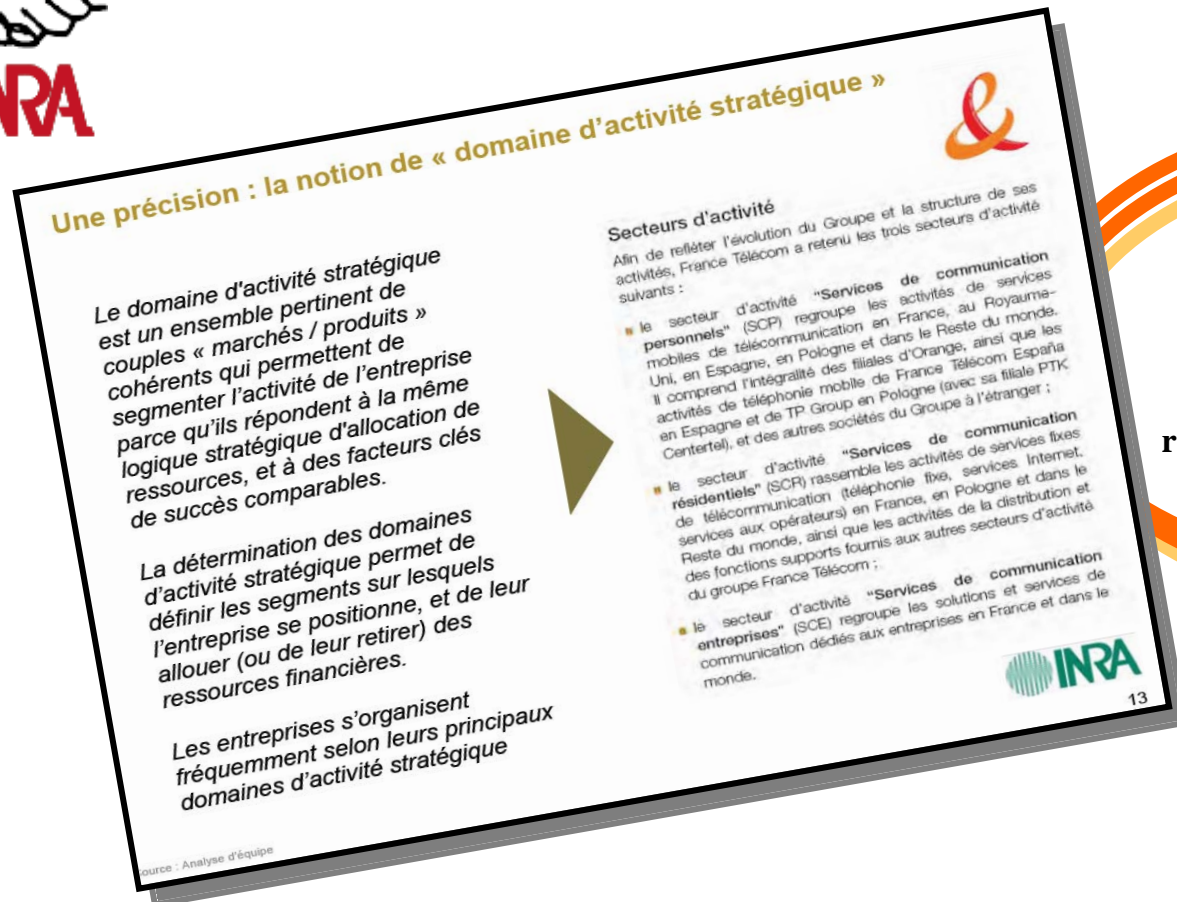 NRA
Une précision : la notion de « domaine d'activité stratégique »
Le domaine d'activité stratégique
est un ensemble pertinent de
couples « marchés / produits »
cohérents qui permettent de
segmenter l'activité de l'entreprise
parce qu'ils répondent à la même
logique stratégique d'allocation de
ressources, et à des facteurs clés
de succès comparables.
La détermination des domaines
d'activité stratégique permet de
définir les segments sur lesquels
l'entreprise se positionne, et de leur
allouer (ou de leur retirer) des
ressources financières.
Les entreprises s'organisent
fréquemment selon leurs principaux
domaines d'activité stratégique
Secteurs d'activité
Afin de refléter l'évolution du Groupe et la structure de ses
activités, France Télécom a retenu les trois secteurs d'activité
suivants :
le secteur d'activité "Services de communication
personnels" (SCP) regroupe les activités de services
mobiles de télécommunication en France, au Royaume-
Uni, en Espagne, en Pologne et dans le Reste du monde.
Il comprend l'intégralité des filiales d'Orange, ainsi que les
activités de téléphonie mobile de France Télécom España
en Espagne et de TP Group en Pologne (avec sa filiale PTK
Centertel), et des autres sociétés du Groupe à l'étranger ;
le secteur d'activité "Services de communication
résidentiels" (SCR) rassemble les activités de services fixes
de télécommunication (téléphonie fixe, services Internet,
services aux opérateurs) en France, en Pologne et dans le
Reste du monde, ainsi que les activités de la distribution et
des fonctions supports fournis aux autres secteurs d'activité
du groupe France Télécom ;
le secteur d'activité "Services de communication
entreprises" (SCE) regroupe les solutions et services de
communication dédiés aux entreprises en France et dans le
monde.
INRA
13
ource : Analyse d'équipe
r